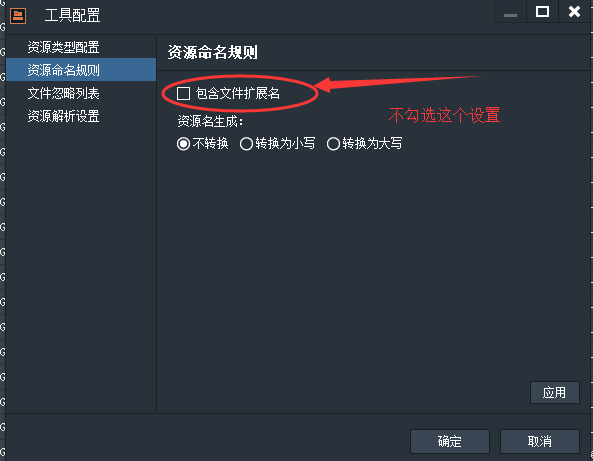 工具配置
资源类型配置
资源命名规则
文件忽略列表
资源解析设置
资源命名规则
包含文件扩展名
不勾选这个设置
资源名生成:
不转换 转换为小写 转换为大写
应用
确定 取消